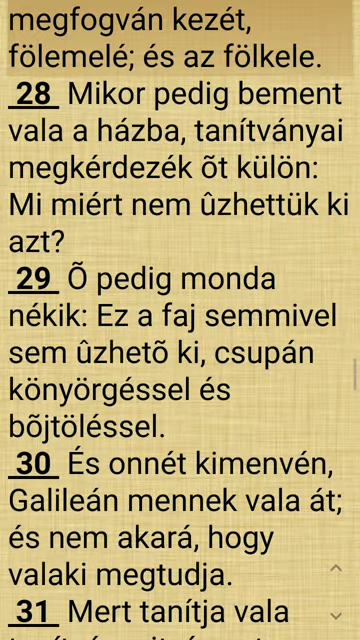 megfogván kezét,
fölemelé; és az fölkele.
28 Mikor pedig bement
vala a házba, tanítványai
megkérdezék õt külön:
Mi miért nem ûzhettük ki
azt?
29 Õ pedig monda
nékik: Ez a faj semmivel
sem ûzhetõ ki, csupán
könyörgéssel és
bõjtöléssel.
30 És onnét kimenvén,
Galileán mennek vala át;
és nem akará, hogy
valaki megtudja.
31 Mert tanítja vala